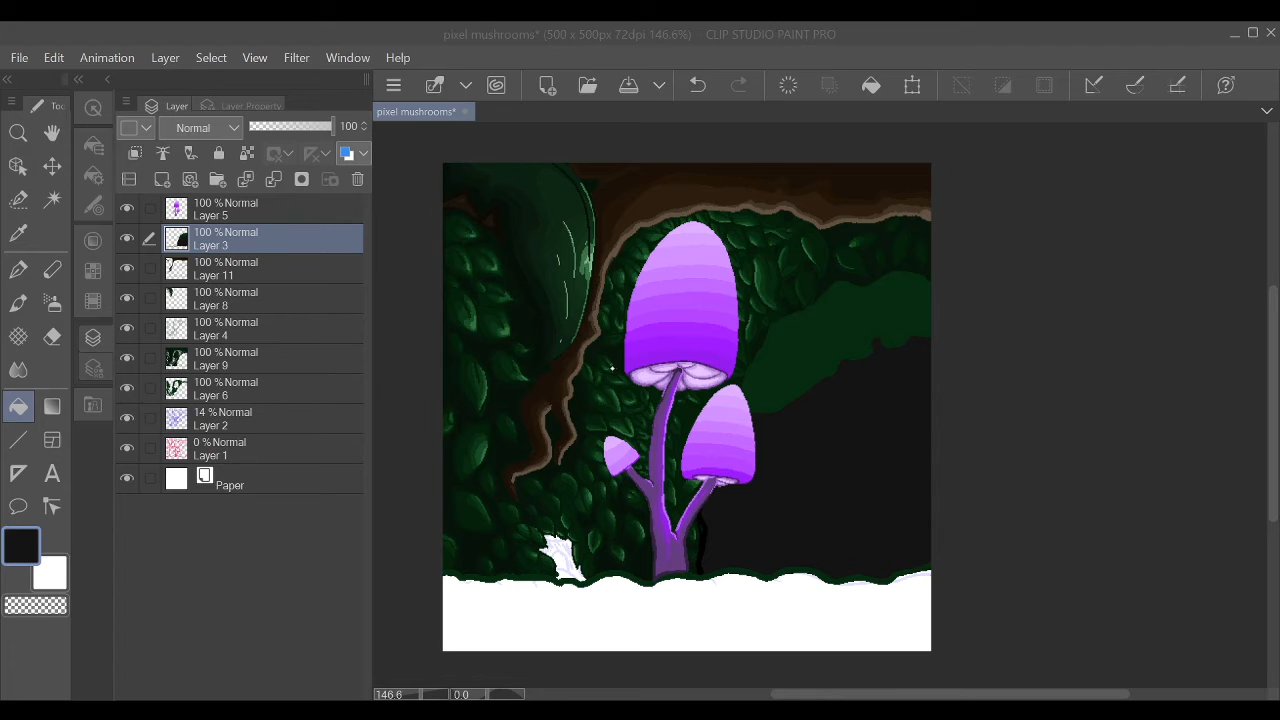 pixel mushrooms* (500 x 500px 72dpi 146.6%) - CLIP STUDIO PAINT PRO
File Edit Animation Layer Select View Filter Window Help
Too Layer Layer Property
pixel mushrooms*
Normal 100
100 %Normal
Layer 5
100 %Normal
Layer 3
100 %Normal
Layer 11
100 %Normal
Layer 8
100 %Normal
Layer 4
100 %Normal
Layer 9
100 %Normal
Layer 6
14 %Normal
Layer 2
0 %Normal
Layer 1
Paper
A
146.6 0.0